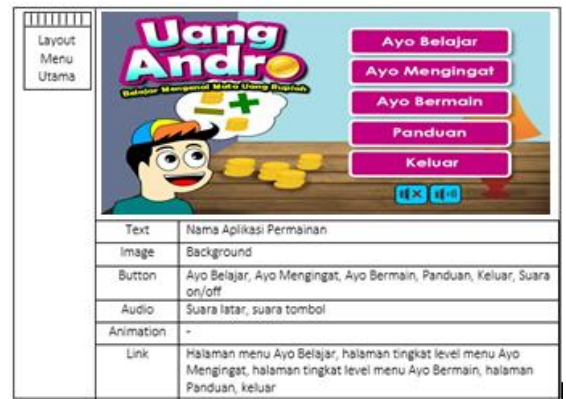 Layout
Menu
Utama
Uang
Andro
Belajar Mengenal Mata Uang Rupiah
Ayo Belajar
Ayo Mengingat
Ayo Bermain
Panduan
Keluar
Text Nama Aplikasi Permainan
Image Background
Button Ayo Belajar, Ayo Mengingat, Ayo Bermain, Panduan, Keluar, Suara
on/off
Audio Suara latar, suara tombol
Animation -
Link Halaman menu Ayo Belajar, halaman tingkat level menu Ayo
Mengingat, halaman tingkat level menu Ayo Bermain, halaman
Panduan, keluar